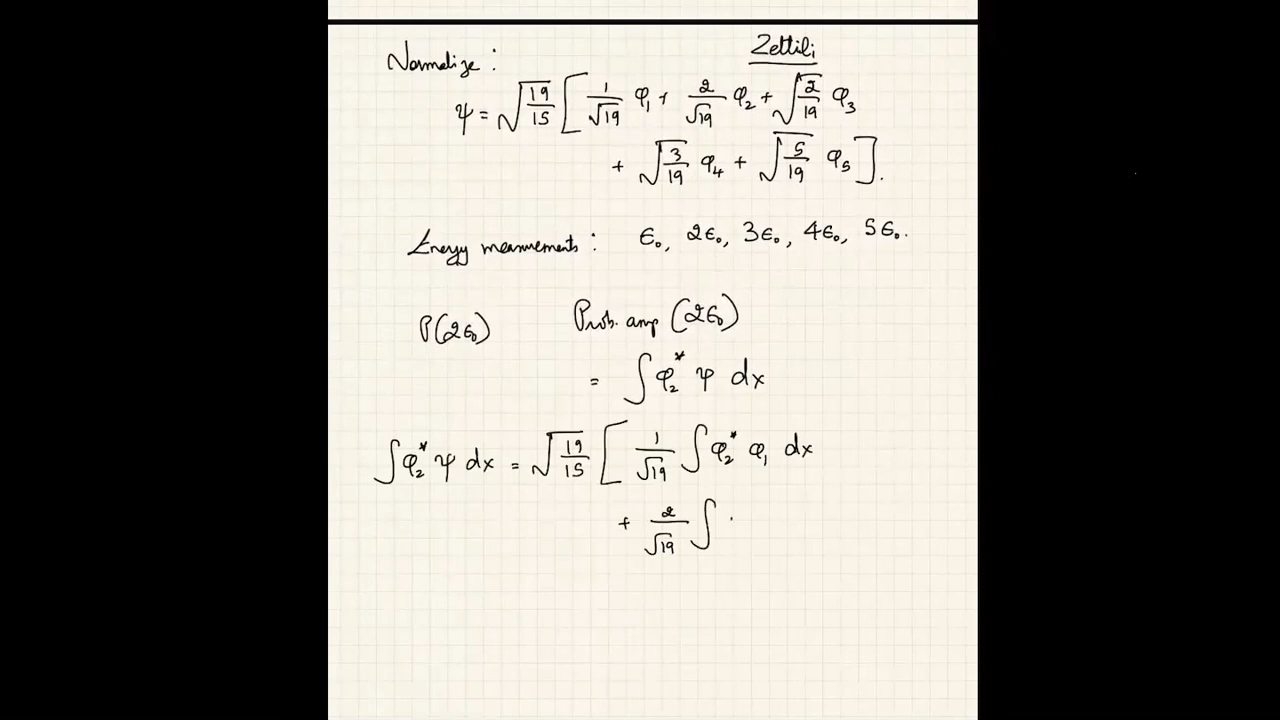 Zettili
Normalize :
ψ = √(19/15) [ 1/√19 φ₁ + 2/√19 φ₂ + √(2/19) φ₃
+ √(3/19) φ₄ + √(5/19) φ₅ ].
Energy measurements : ϵ₀, 2ϵ₀, 3ϵ₀, 4ϵ₀, 5ϵ₀.
P(2ϵ₀) Prob. amp (2ϵ₀)
= ∫ φ₂* ψ dx
∫ φ₂* ψ dx = √(19/15) [ 1/√19 ∫ φ₂* φ₁ dx
+ 2/√19 ∫